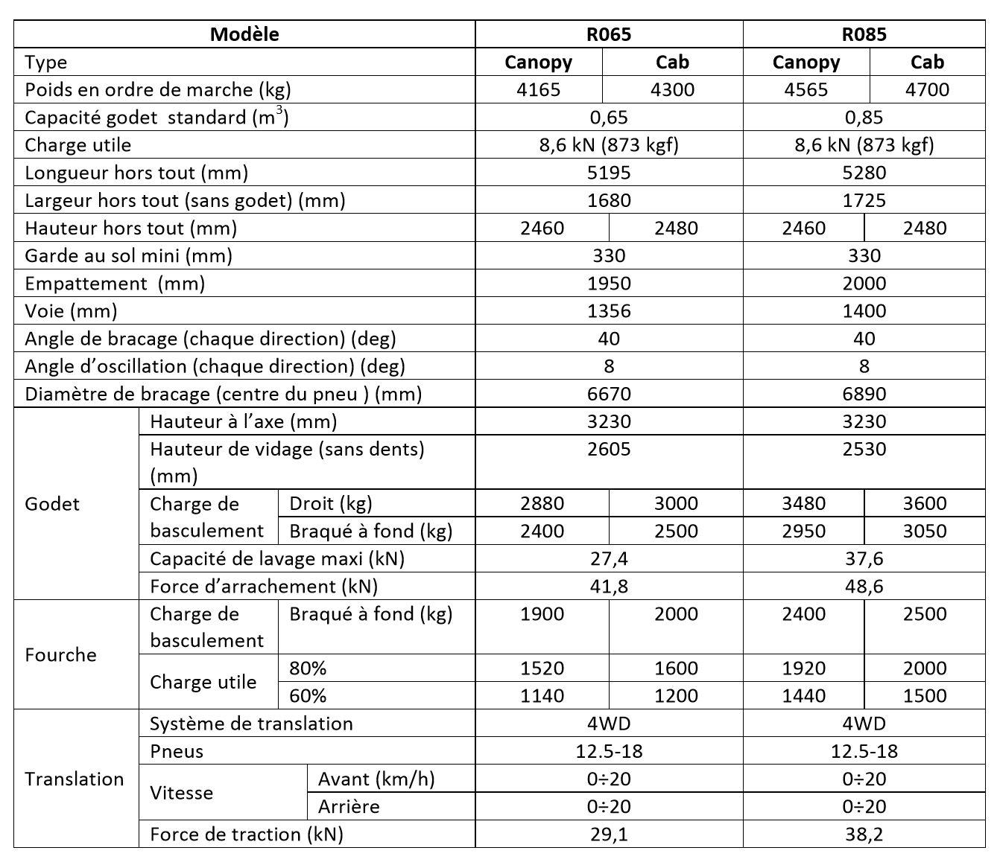 Modèle R065 R085
Type Canopy Cab Canopy Cab
Poids en ordre de marche (kg) 4165 4300 4565 4700
Capacité godet standard (m³) 0,65 0,85
Charge utile 8,6 kN (873 kgf) 8,6 kN (873 kgf)
Longueur hors tout (mm) 5195 5280
Largeur hors tout (sans godet) (mm) 1680 1725
Hauteur hors tout (mm) 2460 2480 2460 2480
Garde au sol mini (mm) 330 330
Empattement (mm) 1950 2000
Voie (mm) 1356 1400
Angle de bracage (chaque direction) (deg) 40 40
Angle d’oscillation (chaque direction) (deg) 8 8
Diamètre de bracage (centre du pneu ) (mm) 6670 6890
Godet
Hauteur à l’axe (mm) 3230 3230
Hauteur de vidage (sans dents) 2605 2530
(mm)
Charge de Droit (kg) 2880 3000 3480 3600
basculement Braqué à fond (kg) 2400 2500 2950 3050
Capacité de lavage maxi (kN) 27,4 37,6
Force d’arrachement (kN) 41,8 48,6
Fourche
Charge de Braqué à fond (kg) 1900 2000 2400 2500
basculement
Charge utile
80% 1520 1600 1920 2000
60% 1140 1200 1440 1500
Translation
Système de translation 4WD 4WD
Pneus 12.5-18 12.5-18
Vitesse
Avant (km/h) 0÷20 0÷20
Arrière 0÷20 0÷20
Force de traction (kN) 29,1 38,2